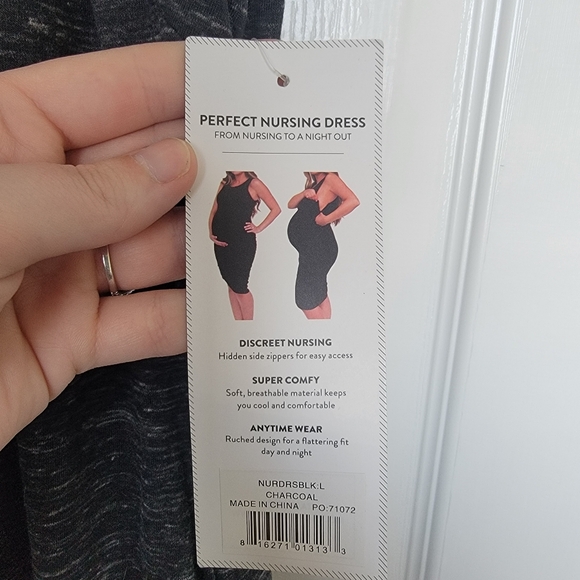 PERFECT NURSING DRESS
FROM NURSING TO A NIGHT OUT
DISCREET NURSING
Hidden side zippers for easy access
SUPER COMFY
Soft, breathable material keeps
you cool and comfortable
ANYTIME WEAR
Ruched design for a flattering fit
day and night
NURDRSBLK:L
CHARCOAL
MADE IN CHINA PO:71072
8 16271 01313 3